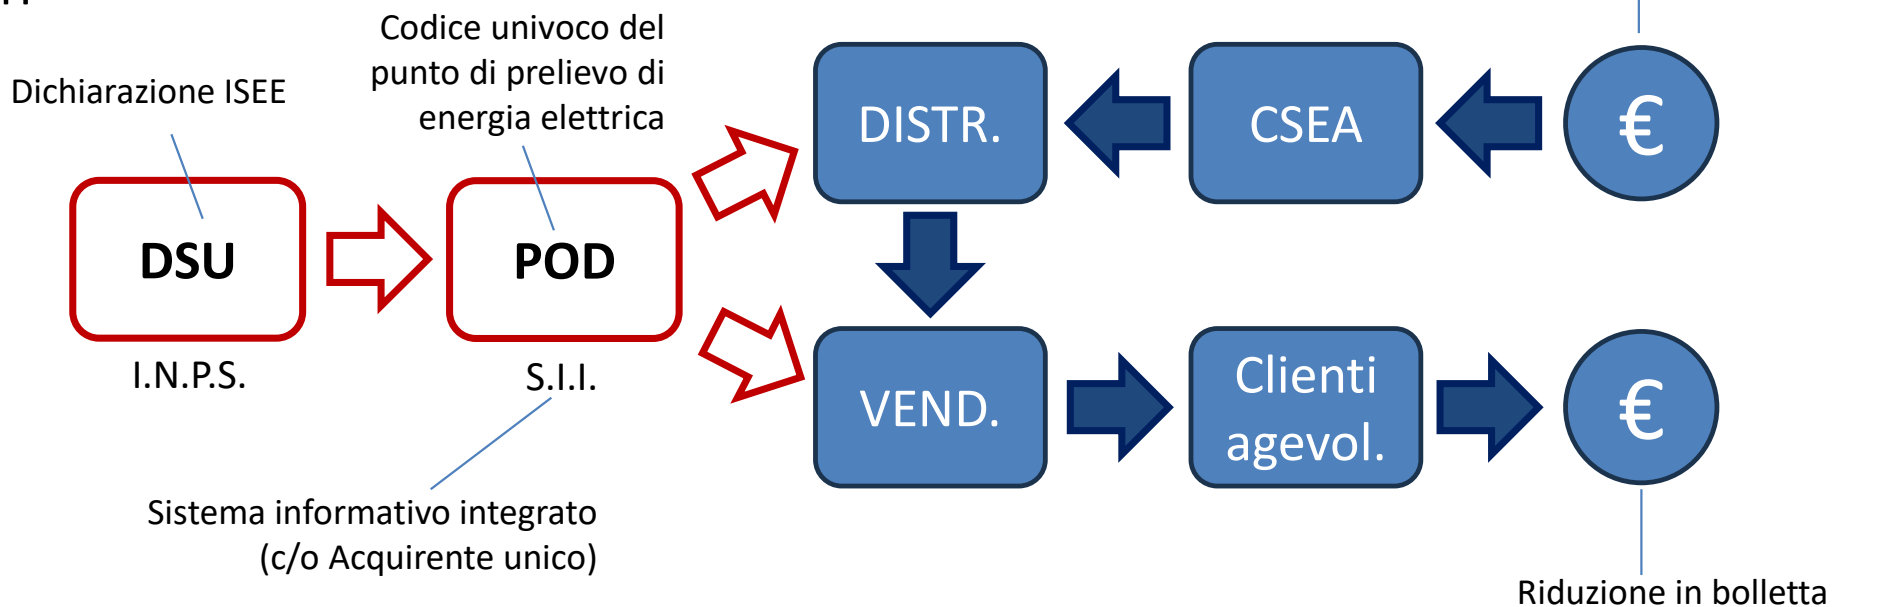 Codice univoco del
punto di prelievo di
energia elettrica
Dichiarazione ISEE
DISTR.
CSEA
€
DSU
POD
I.N.P.S.
S.I.I.
VEND.
Clienti
agevol.
€
Sistema informativo integrato
(c/o Acquirente unico)
Riduzione in bolletta